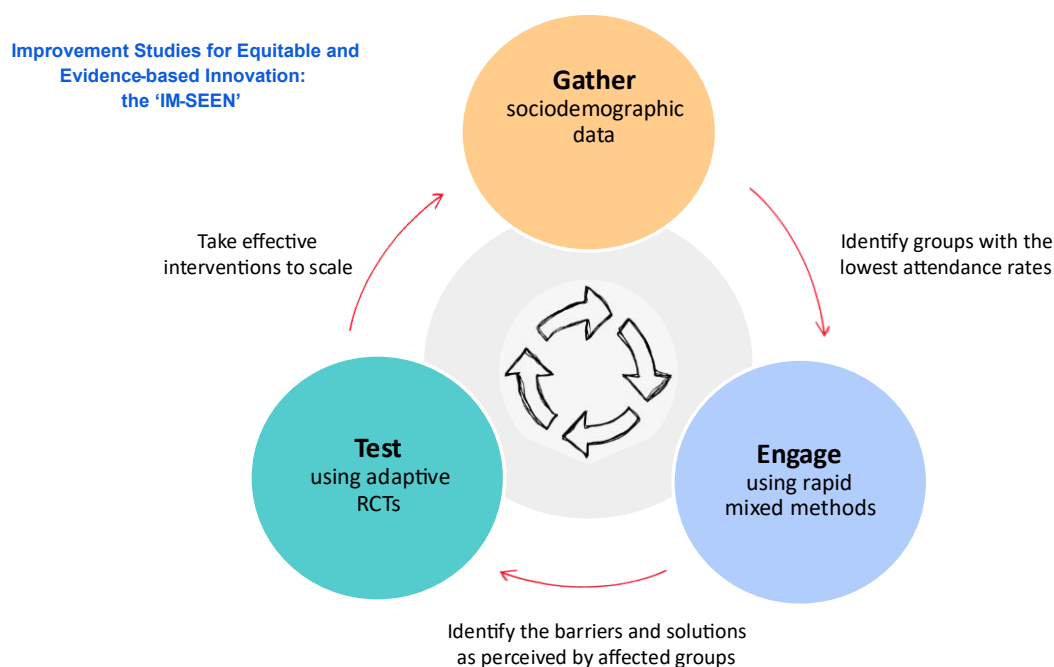 Improvement Studies for Equitable and
Evidence-based Innovation:
the ‘IM-SEEN’
Gather
sociodemographic
data
Identify groups with the
lowest attendance rates
Engage
using rapid
mixed methods
Identify the barriers and solutions
as perceived by affected groups
Test
using adaptive
RCTs
Take effective
interventions to scale